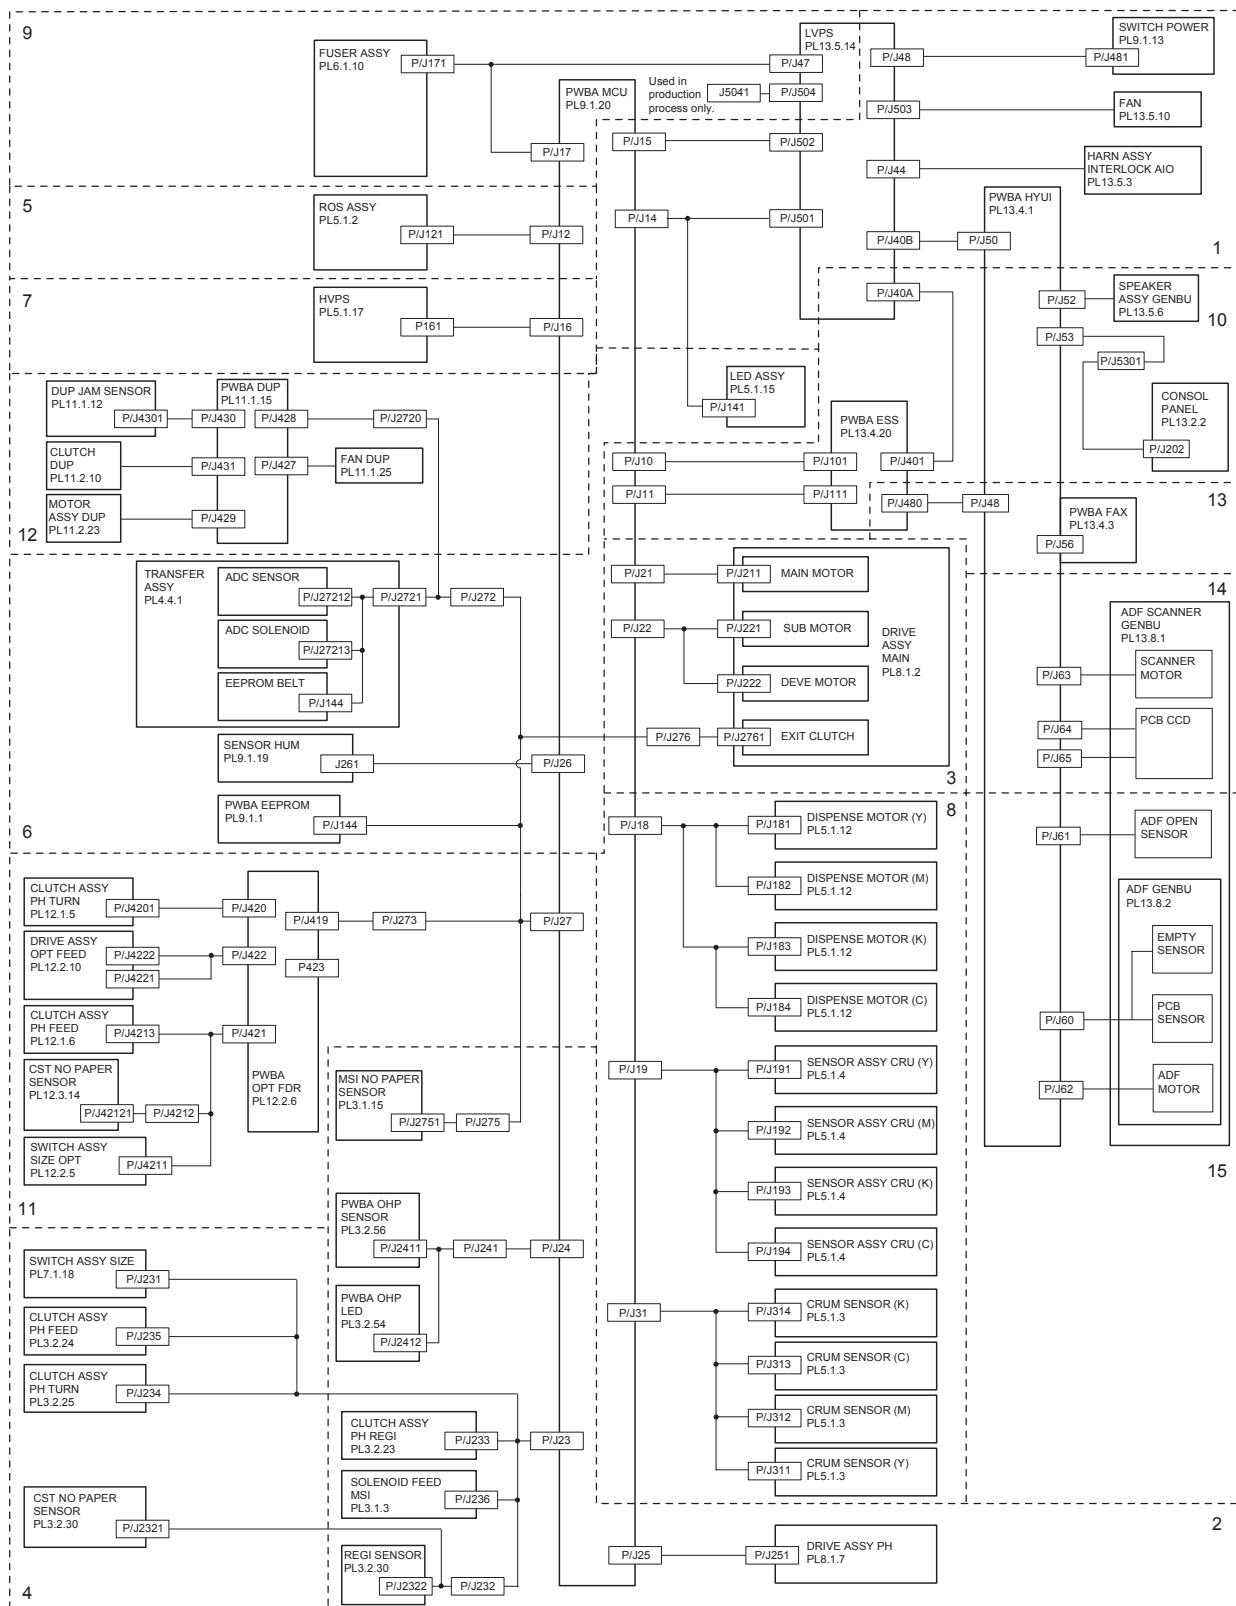 9
FUSER ASSY
PL6.1.10
P/J171
P/J17
LVPS
PL13.5.14
P/J47
Used in
production
process only.
J5041
P/J504
PWBA MCU
PL9.1.20
P/J15
P/J502
P/J14
P/J501
P/J48
P/J481
SWITCH POWER
PL9.1.13
P/J503
FAN
PL13.5.10
P/J44
HARN ASSY
INTERLOCK AIO
PL13.5.3
PWBA HYUI
PL13.4.1
P/J40B
P/J50
1
5
ROS ASSY
PL5.1.2
P/J121
P/J12
7
HVPS
PL5.1.17
P161
P/J16
P/J40A
P/J52
SPEAKER
ASSY GENBU
PL13.5.6
10
P/J53
P/J5301
CONSOL
PANEL
PL13.2.2
P/J202
LED ASSY
PL5.1.15
P/J141
PWBA ESS
PL13.4.20
P/J10
P/J101
P/J401
P/J11
P/J111
P/J480
P/J48
DUP JAM SENSOR
PL11.1.12
P/J4301
PWBA DUP
PL11.1.15
P/J430
P/J428
P/J2720
CLUTCH
DUP
PL11.2.10
P/J431
P/J427
FAN DUP
PL11.1.25
MOTOR
ASSY DUP
PL11.2.23
P/J429
12
13
PWBA FAX
PL13.4.3
P/J56
TRANSFER
ASSY
PL4.4.1
ADC SENSOR
P/J27212
P/J2721
P/J272
ADC SOLENOID
P/J27213
EEPROM BELT
P/J144
SENSOR HUM
PL9.1.19
J261
P/J26
PWBA EEPROM
PL9.1.1
P/J144
6
P/J21
P/J211
MAIN MOTOR
P/J22
P/J221
SUB MOTOR
P/J222
DEVE MOTOR
DRIVE
ASSY
MAIN
PL8.1.2
P/J276
P/J2761
EXIT CLUTCH
3
14
ADF SCANNER
GENBU
PL13.8.1
P/J63
SCANNER
MOTOR
P/J64
P/J65
PCB CCD
P/J61
ADF OPEN
SENSOR
ADF GENBU
PL13.8.2
EMPTY
SENSOR
P/J60
PCB
SENSOR
P/J62
ADF
MOTOR
15
8
P/J18
P/J181
DISPENSE MOTOR (Y)
PL5.1.12
P/J182
DISPENSE MOTOR (M)
PL5.1.12
P/J183
DISPENSE MOTOR (K)
PL5.1.12
P/J184
DISPENSE MOTOR (C)
PL5.1.12
P/J19
P/J191
SENSOR ASSY CRU (Y)
PL5.1.4
P/J192
SENSOR ASSY CRU (M)
PL5.1.4
P/J193
SENSOR ASSY CRU (K)
PL5.1.4
P/J194
SENSOR ASSY CRU (C)
PL5.1.4
P/J31
P/J314
CRUM SENSOR (K)
PL5.1.3
P/J313
CRUM SENSOR (C)
PL5.1.3
P/J312
CRUM SENSOR (M)
PL5.1.3
P/J311
CRUM SENSOR (Y)
PL5.1.3
CLUTCH ASSY
PH TURN
PL12.1.5
P/J4201
P/J420
P/J419
P/J273
P/J27
DRIVE ASSY
OPT FEED
PL12.2.10
P/J4222
P/J4221
P/J422
P423
CLUTCH ASSY
PH FEED
PL12.1.6
P/J4213
P/J421
CST NO PAPER
SENSOR
PL12.3.14
P/J42121
P/J4212
PWBA
OPT FDR
PL12.2.6
SWITCH ASSY
SIZE OPT
PL12.2.5
P/J4211
11
MSI NO PAPER
SENSOR
PL3.1.15
P/J2751
P/J275
PWBA OHP
SENSOR
PL3.2.56
P/J2411
P/J241
P/J24
PWBA OHP
LED
PL3.2.54
P/J2412
SWITCH ASSY SIZE
PL7.1.18
P/J231
CLUTCH ASSY
PH FEED
PL3.2.24
P/J235
CLUTCH ASSY
PH TURN
PL3.2.25
P/J234
CLUTCH ASSY
PH REGI
PL3.2.23
P/J233
P/J23
SOLENOID FEED
MSI
PL3.1.3
P/J236
CST NO PAPER
SENSOR
PL3.2.30
P/J2321
REGI SENSOR
PL3.2.30
P/J2322
P/J232
4
P/J25
P/J251
DRIVE ASSY PH
PL8.1.7
2